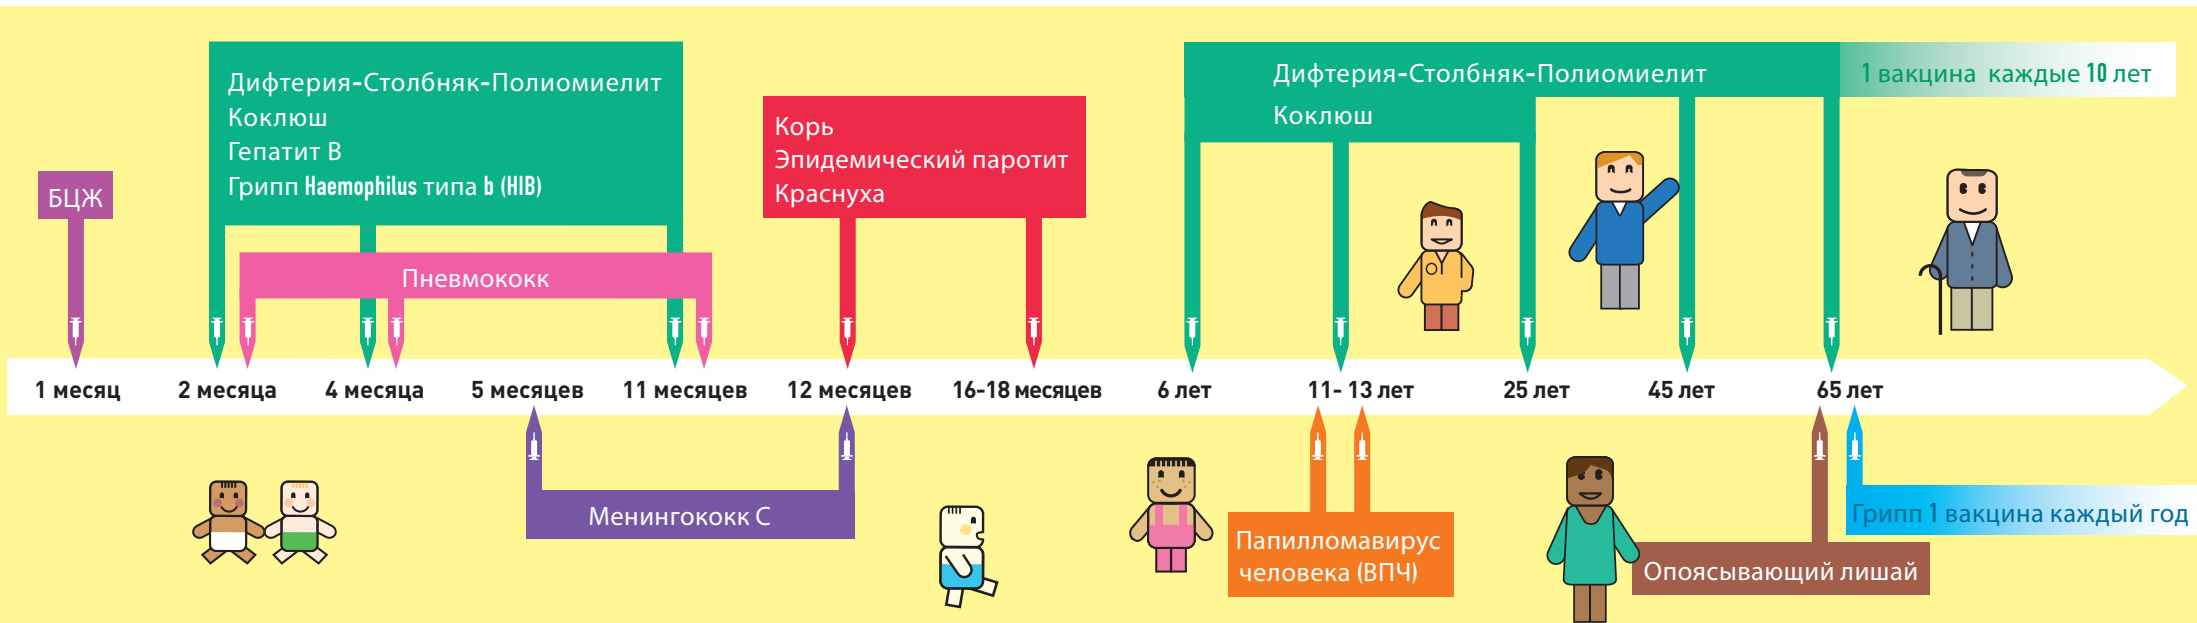 БЦЖ
Дифтерия-Столбняк-Полиомиелит
Коклюш
Гепатит В
Грипп Haemophilus типа b (HIB)
Пневмококк
Корь
Эпидемический паротит
Краснуха
Дифтерия-Столбняк-Полиомиелит
Коклюш
1 вакцина каждые 10 лет
1 месяц
2 месяца
4 месяца
5 месяцев
11 месяцев
12 месяцев
16-18 месяцев
6 лет
11- 13 лет
25 лет
45 лет
65 лет
Менингококк С
Папилломавирус
человека (ВПЧ)
Опоясывающий лишай
Грипп 1 вакцина каждый год